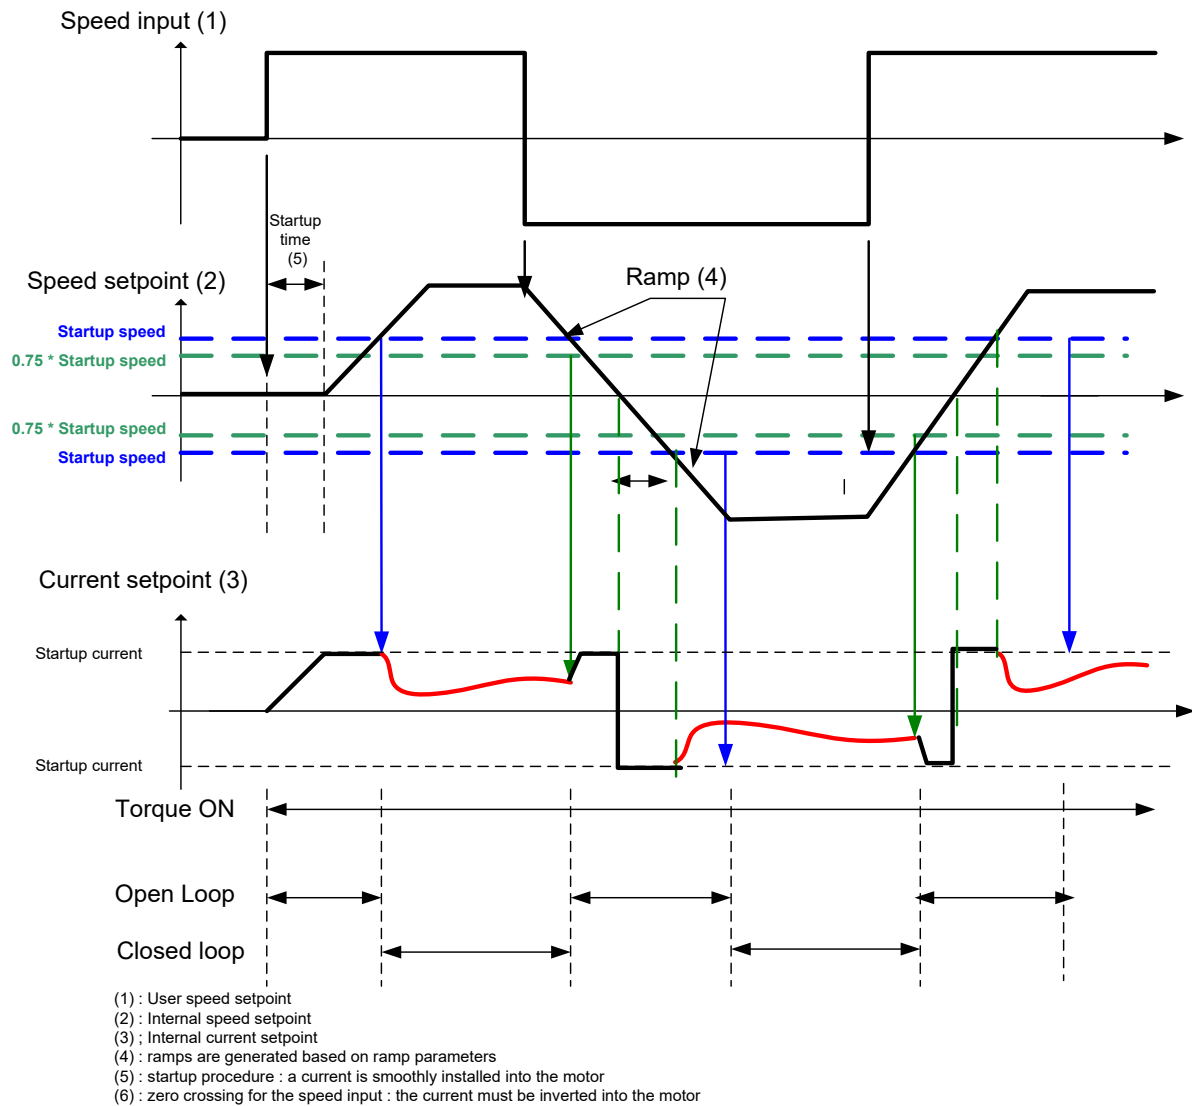 Speed input (1)
Startup
time
(5)
Speed setpoint (2)
Ramp (4)
Startup speed
0.75 * Startup speed
0.75 * Startup speed
Startup speed
Current setpoint (3)
Startup current
Startup current
Torque ON
Open Loop
Closed loop
(1) : User speed setpoint
(2) : Internal speed setpoint
(3) ; Internal current setpoint
(4) : ramps are generated based on ramp parameters
(5) : startup procedure : a current is smoothly installed into the motor
(6) : zero crossing for the speed input : the current must be inverted into the motor